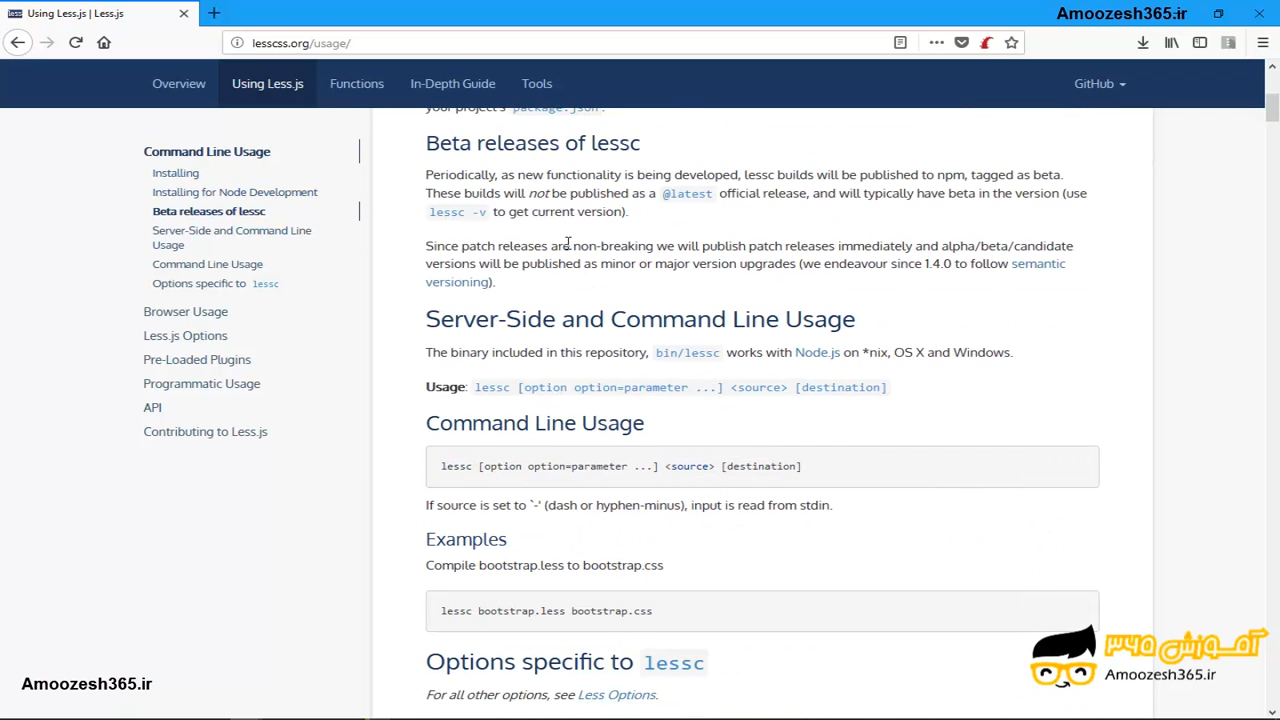 Using Less.js | Less.js
Amoozesh365.ir
lesscss.org/usage/
Overview Using Less.js Functions In-Depth Guide Tools GitHub
Command Line Usage
Installing
Installing for Node Development
Beta releases of lessc
Server-Side and Command Line
Usage
Command Line Usage
Options specific to lessc
Browser Usage
Less.js Options
Pre-Loaded Plugins
Programmatic Usage
API
Contributing to Less.js
your project's package.json.
Beta releases of lessc
Periodically, as new functionality is being developed, lessc builds will be published to npm, tagged as beta.
These builds will not be published as a @latest official release, and will typically have beta in the version (use
lessc -v to get current version).
Since patch releases are non-breaking we will publish patch releases immediately and alpha/beta/candidate
versions will be published as minor or major version upgrades (we endeavour since 1.4.0 to follow semantic
versioning).
Server-Side and Command Line Usage
The binary included in this repository, bin/lessc works with Node.js on *nix, OS X and Windows.
Usage: lessc [option option=parameter ...] <source> [destination]
Command Line Usage
lessc [option option=parameter ...] <source> [destination]
If source is set to `-' (dash or hyphen-minus), input is read from stdin.
Examples
Compile bootstrap.less to bootstrap.css
lessc bootstrap.less bootstrap.css
Options specific to lessc
For all other options, see Less Options.
آموزش ۳۶۵
Amoozesh365.ir
Amoozesh365.ir